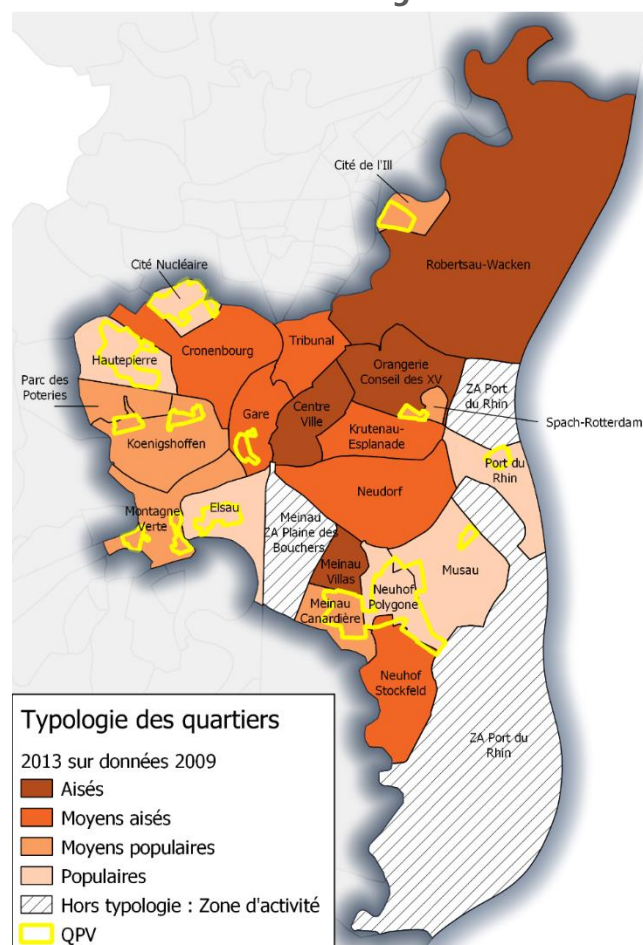 Cité de l'Ill
Robertsau-Wacken
Cité Nucléaire
Cronenbourg
Tribunal
Hautepierre
Orangerie
Conseil des XV
ZA Port
du Rhin
Parc des
Poteries
Gare
Centre
Ville
Spach-Rotterdam
Koenigshoffen
Krutenau-
Esplanade
Port du
Rhin
Neudorf
Montagne
Verte
Elsau
Meinau
ZA Plaine des
Bouchers
Musau
Meinau
Villas
Neuhof
Polygone
Meinau
Canardière
Neuhof
Stockfeld
ZA Port du
Rhin
Typologie des quartiers
2013 sur données 2009
Aisés
Moyens aisés
Moyens populaires
Populaires
Hors typologie : Zone d'activité
QPV